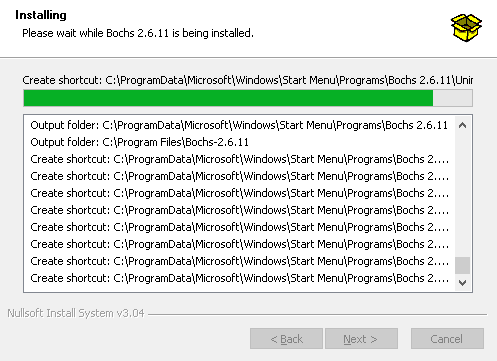 Installing
Please wait while Bochs 2.6.11 is being installed.
Create shortcut: C:\ProgramData\Microsoft\Windows\Start Menu\Programs\Bochs 2.6.11\Unin
Output folder: C:\ProgramData\Microsoft\Windows\Start Menu\Programs\Bochs 2.6.11
Output folder: C:\Program Files\Bochs-2.6.11
Create shortcut: C:\ProgramData\Microsoft\Windows\Start Menu\Programs\Bochs 2....
Create shortcut: C:\ProgramData\Microsoft\Windows\Start Menu\Programs\Bochs 2....
Create shortcut: C:\ProgramData\Microsoft\Windows\Start Menu\Programs\Bochs 2....
Create shortcut: C:\ProgramData\Microsoft\Windows\Start Menu\Programs\Bochs 2....
Create shortcut: C:\ProgramData\Microsoft\Windows\Start Menu\Programs\Bochs 2....
Create shortcut: C:\ProgramData\Microsoft\Windows\Start Menu\Programs\Bochs 2....
Create shortcut: C:\ProgramData\Microsoft\Windows\Start Menu\Programs\Bochs 2....
Create shortcut: C:\ProgramData\Microsoft\Windows\Start Menu\Programs\Bochs 2....
Nullsoft Install System v3.04
< Back
Next >
Cancel